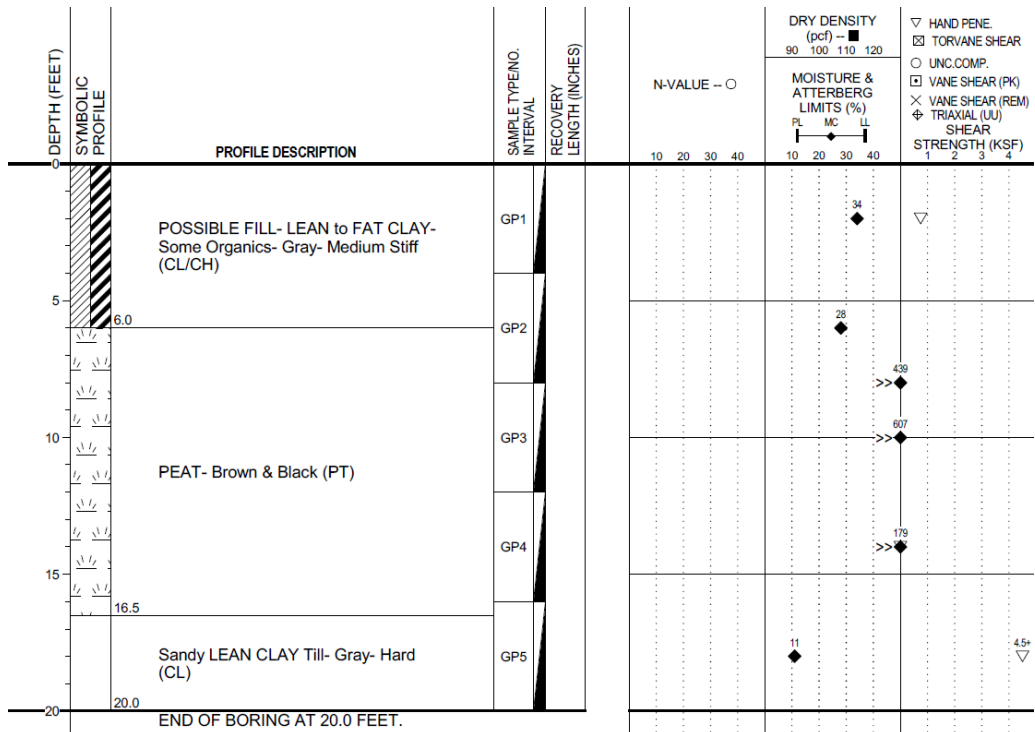 DEPTH (FEET)
SYMBOLIC
PROFILE
PROFILE DESCRIPTION
SAMPLE TYPE/NO.
INTERVAL
RECOVERY
LENGTH (INCHES)
N-VALUE -- ○
10 20 30 40
DRY DENSITY
(pcf) -- ■
90 100 110 120
MOISTURE &
ATTERBERG
LIMITS (%)
PL MC LL
10 20 30 40
▽ HAND PENE.
⊠ TORVANE SHEAR
○ UNC.COMP.
⊡ VANE SHEAR (PK)
× VANE SHEAR (REM)
TRIAXIAL (UU)
SHEAR
STRENGTH (KSF)
1 2 3 4
0
POSSIBLE FILL- LEAN to FAT CLAY-
Some Organics- Gray- Medium Stiff
(CL/CH)
GP1
34
5
6.0
GP2
28
439
>>
PEAT- Brown & Black (PT)
GP3
607
10
>>
GP4
179
>>
15
16.5
Sandy LEAN CLAY Till- Gray- Hard
(CL)
GP5
11
4.5+
20.0
20
END OF BORING AT 20.0 FEET.